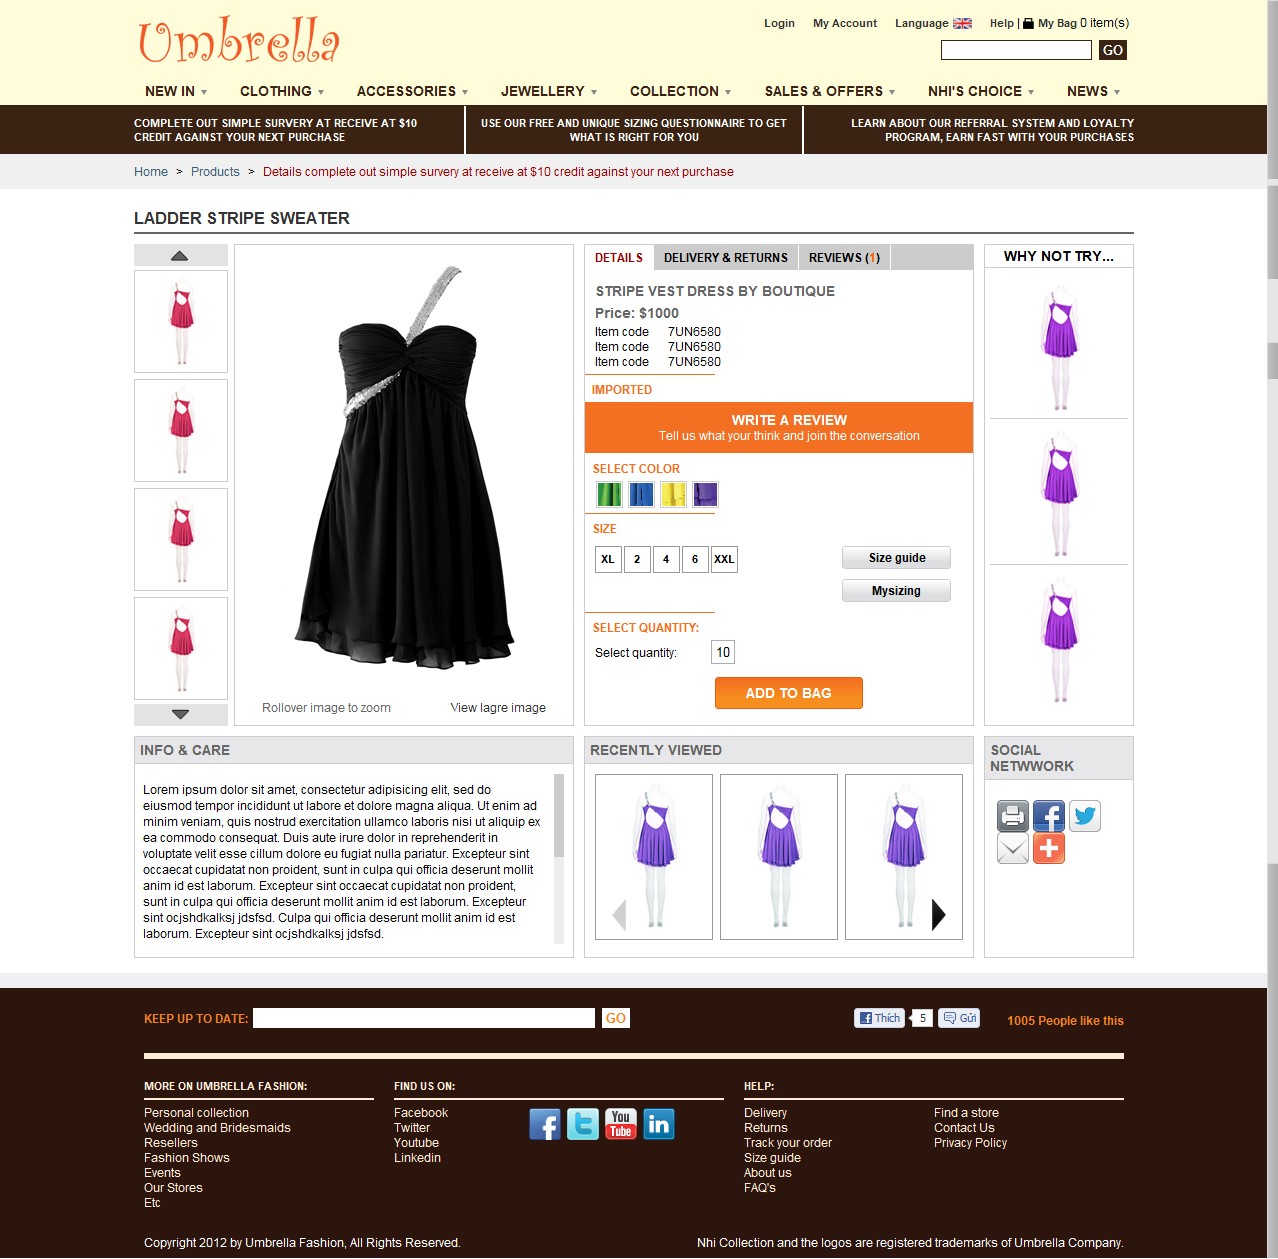 Umbrella
Login My Account Language Help | My Bag 0 item(s)
GO
NEW IN CLOTHING ACCESSORIES JEWELLERY COLLECTION SALES & OFFERS NHI'S CHOICE NEWS
COMPLETE OUT SIMPLE SURVERY AT RECEIVE AT $10
CREDIT AGAINST YOUR NEXT PURCHASE
USE OUR FREE AND UNIQUE SIZING QUESTIONNAIRE TO GET
WHAT IS RIGHT FOR YOU
LEARN ABOUT OUR REFERRAL SYSTEM AND LOYALTY
PROGRAM, EARN FAST WITH YOUR PURCHASES
Home > Products > Details complete out simple survery at receive at $10 credit against your next purchase
LADDER STRIPE SWEATER
Rollover image to zoom View lagre image
DETAILS DELIVERY & RETURNS REVIEWS (1)
STRIPE VEST DRESS BY BOUTIQUE
Price: $1000
Item code 7UN6580
Item code 7UN6580
Item code 7UN6580
IMPORTED
WRITE A REVIEW
Tell us what your think and join the conversation
SELECT COLOR
SIZE
XL 2 4 6 XXL
Size guide
Mysizing
SELECT QUANTITY:
Select quantity: 10
ADD TO BAG
WHY NOT TRY...
INFO & CARE
Lorem ipsum dolor sit amet, consectetur adipisicing elit, sed do
eiusmod tempor incididunt ut labore et dolore magna aliqua. Ut enim ad
minim veniam, quis nostrud exercitation ullamco laboris nisi ut aliquip ex
ea commodo consequat. Duis aute irure dolor in reprehenderit in
voluptate velit esse cillum dolore eu fugiat nulla pariatur. Excepteur sint
occaecat cupidatat non proident, sunt in culpa qui officia deserunt mollit
anim id est laborum. Excepteur sint occaecat cupidatat non proident,
sunt in culpa qui officia deserunt mollit anim id est laborum. Excepteur
sint ocjshdkalksj jdsfsd. Culpa qui officia deserunt mollit anim id est
laborum. Excepteur sint ocjshdkalksj jdsfsd.
RECENTLY VIEWED
SOCIAL
NETWWORK
KEEP UP TO DATE: GO
Thích 5 Gửi 1005 People like this
MORE ON UMBRELLA FASHION:
Personal collection
Wedding and Bridesmaids
Resellers
Fashion Shows
Events
Our Stores
Etc
FIND US ON:
Facebook
Twitter
Youtube
Linkedin
You
Tube
in
HELP:
Delivery
Returns
Track your order
Size guide
About us
FAQ's
Find a store
Contact Us
Privacy Policy
Copyright 2012 by Umbrella Fashion, All Rights Reserved.
Nhi Collection and the logos are registered trademarks of Umbrella Company.